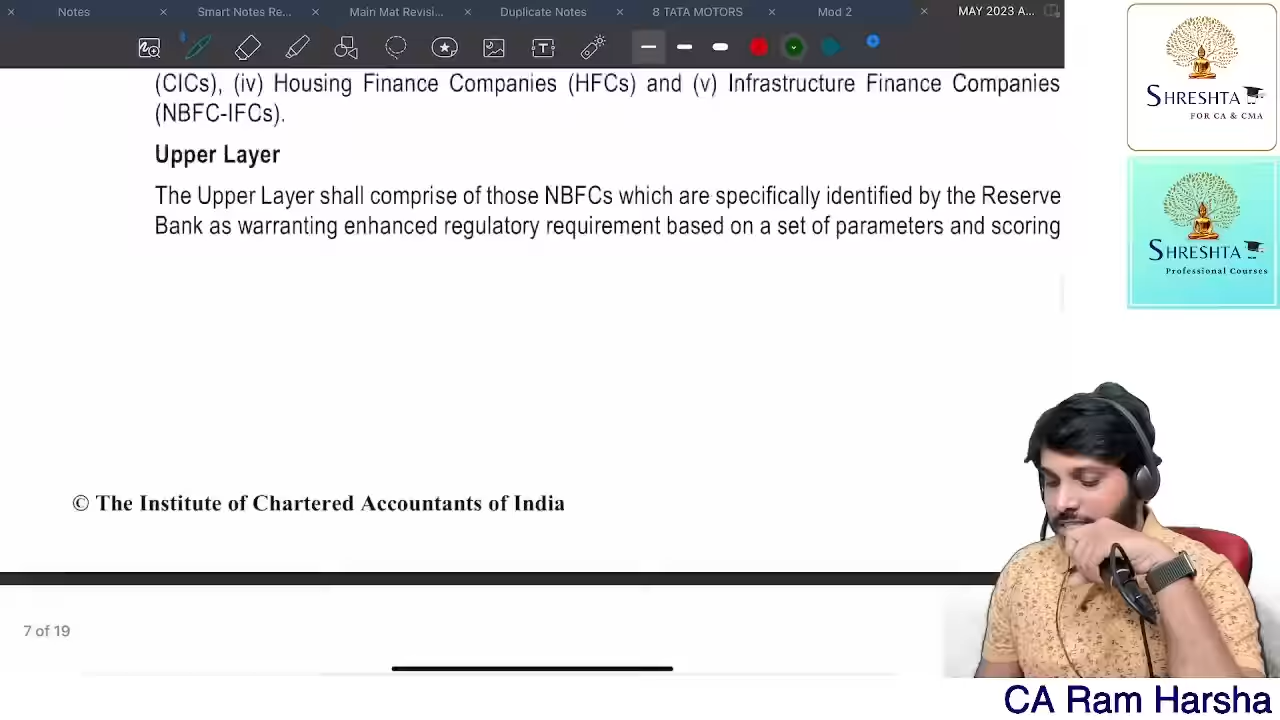 Notes
Smart Notes Re...
Main Mat Revisi...
Duplicate Notes
8 TATA MOTORS
Mod 2
MAY 2023 A...
(CICs), (iv) Housing Finance Companies (HFCs) and (v) Infrastructure Finance Companies
(NBFC-IFCs).
Upper Layer
The Upper Layer shall comprise of those NBFCs which are specifically identified by the Reserve
Bank as warranting enhanced regulatory requirement based on a set of parameters and scoring
© The Institute of Chartered Accountants of India
7 of 19
SHRESHTA
FOR CA & CMA
SHRESHTA
Professional Courses
CA Ram Harsha